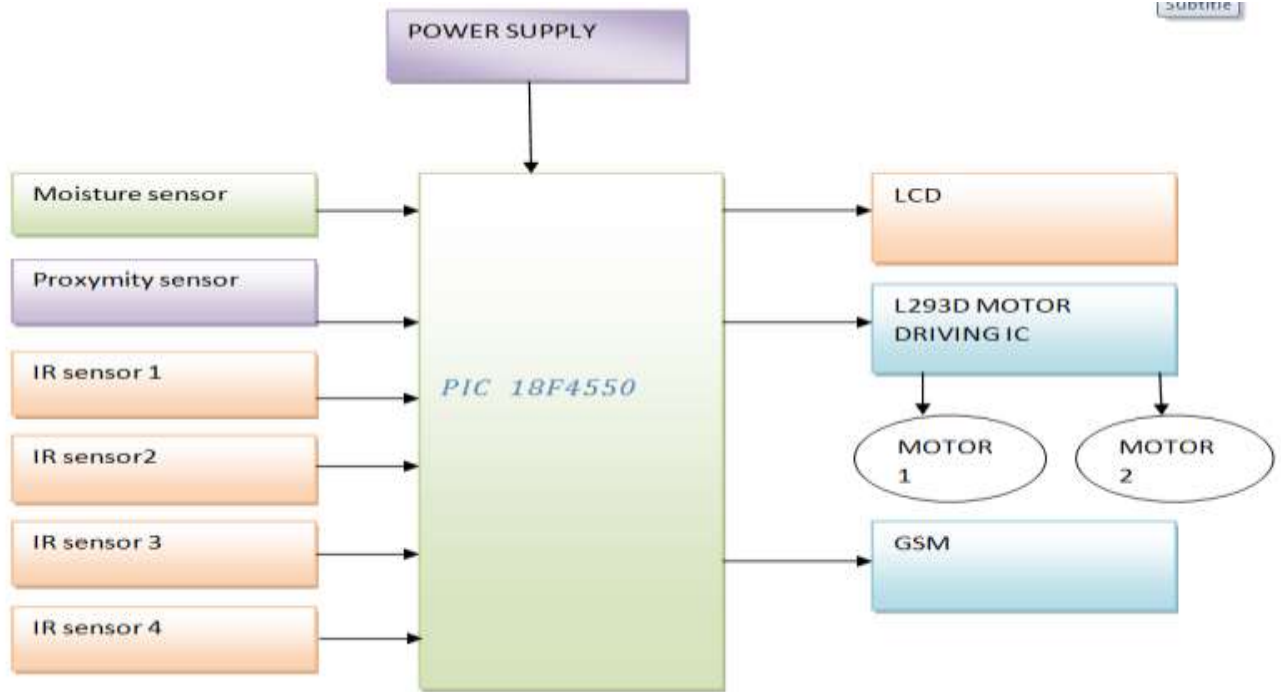 Subtitle
POWER SUPPLY
Moisture sensor
Proxymity sensor
IR sensor 1
IR sensor2
IR sensor 3
IR sensor 4
PIC 18F4550
LCD
L293D MOTOR
DRIVING IC
MOTOR
1
MOTOR
2
GSM